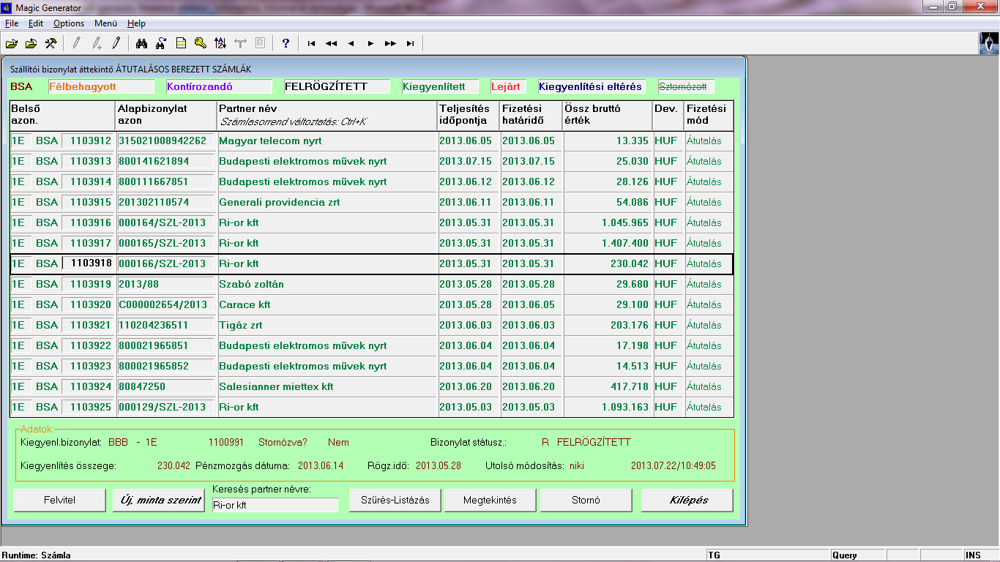 Magic Generator
File Edit Options Menü Help
Szállítói bizonylat áttekintő ÁTUTALÁSOS BEREZETT SZÁMLÁK
BSA Félbehagyott Kontírozandó FELRÖGZÍTETT Kiegyenlített Lejárt Kiegyenlítési eltérés Sztornózott
Belső azon. Alapbizonylat azon Partner név Számlasorrend változtatás: Ctrl+K Teljesítés időpontja Fizetési határidő Össz bruttó érték Dev. Fizetési mód
1E BSA 1103912 315021008942262 Magyar telecom nyrt 2013.06.05 2013.06.05 13.335 HUF Átutalás
1E BSA 1103913 800141621894 Budapesti elektromos művek nyrt 2013.07.15 2013.07.15 25.030 HUF Átutalás
1E BSA 1103914 800111667851 Budapesti elektromos művek nyrt 2013.06.12 2013.06.12 28.126 HUF Átutalás
1E BSA 1103915 201302110574 Generali providencia zrt 2013.06.11 2013.06.11 54.086 HUF Átutalás
1E BSA 1103916 000164/SZL-2013 Ri-or kft 2013.05.31 2013.05.31 1.045.965 HUF Átutalás
1E BSA 1103917 000165/SZL-2013 Ri-or kft 2013.05.31 2013.05.31 1.407.400 HUF Átutalás
1E BSA 1103918 000166/SZL-2013 Ri-or kft 2013.05.31 2013.05.31 230.042 HUF Átutalás
1E BSA 1103919 2013/88 Szabó zoltán 2013.05.28 2013.05.28 29.680 HUF Átutalás
1E BSA 1103920 C000002654/2013 Carace kft 2013.05.28 2013.06.05 29.100 HUF Átutalás
1E BSA 1103921 110204236511 Tigáz zrt 2013.06.03 2013.06.03 203.176 HUF Átutalás
1E BSA 1103922 800021965851 Budapesti elektromos művek nyrt 2013.06.04 2013.06.04 17.198 HUF Átutalás
1E BSA 1103923 800021965852 Budapesti elektromos művek nyrt 2013.06.04 2013.06.04 14.513 HUF Átutalás
1E BSA 1103924 80847250 Salesianner miettex kft 2013.06.20 2013.06.20 417.718 HUF Átutalás
1E BSA 1103925 000129/SZL-2013 Ri-or kft 2013.05.03 2013.05.03 1.093.163 HUF Átutalás
Adatok:
Kiegyenl.bizonylat: BBB - 1E 1100991 Stornózva? Nem Bizonylat státusz.: R FELRÖGZÍTETT
Kiegyenlítés összege: 230.042 Pénzmozgás dátuma: 2013.06.14 Rögz.idő: 2013.05.28 Utolsó módosítás: niki 2013.07.22/10:49:05
Keresés partner névre:
Felvitel Új, minta szerint Ri-or kft Szűrés-Listázás Megtekintés Stornó Kilépés
Runtime: Számla TG Query INS